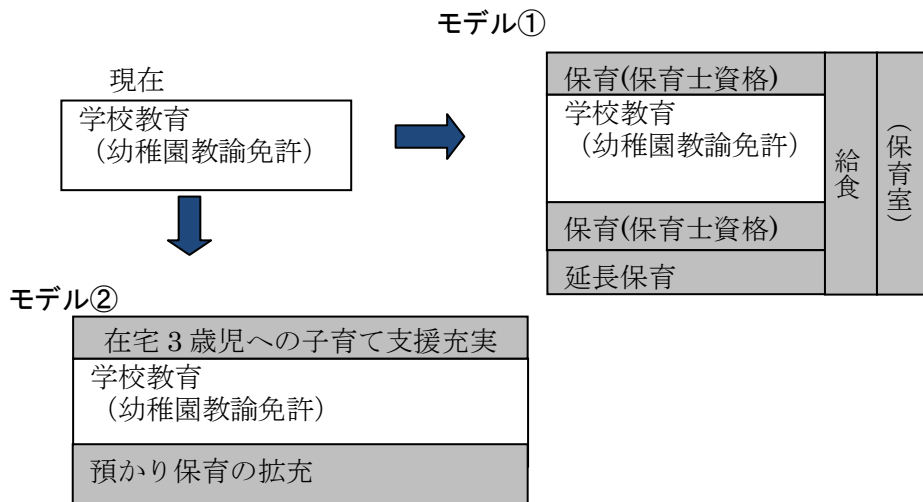 モデル①
現在
学校教育
（幼稚園教諭免許）
保育(保育士資格)
学校教育
（幼稚園教諭免許）
保育(保育士資格)
延長保育
給食
（保育室）
モデル②
在宅３歳児への子育て支援充実
学校教育
（幼稚園教諭免許）
預かり保育の拡充